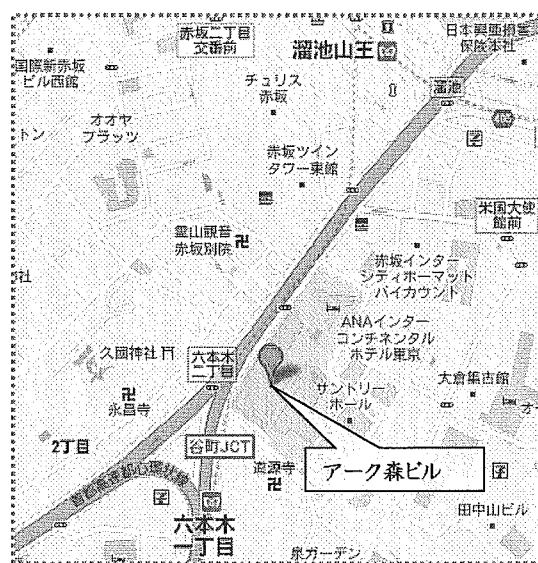 赤坂二丁目
交番前
溜池山王
日本興亜損害
保険本社
国際新赤坂
ビル西館
チュリス
赤坂
溜池
オオヤ
プラッツ
トン
赤坂ツイン
タワー東館
米国大使
館前
霊山観音
赤坂別院
赤坂インター
シティホーマット
バイカウント
社
ANAインター
コンチネンタル
ホテル東京
久國神社
六本木
二丁目
サントリー
ホール
大倉集古館
オー
永昌寺
2丁目
谷町JCT
道源寺
アーク森ビル
首都高速都心環状線
六本木
一丁目
田中山ビル
泉ガーデン